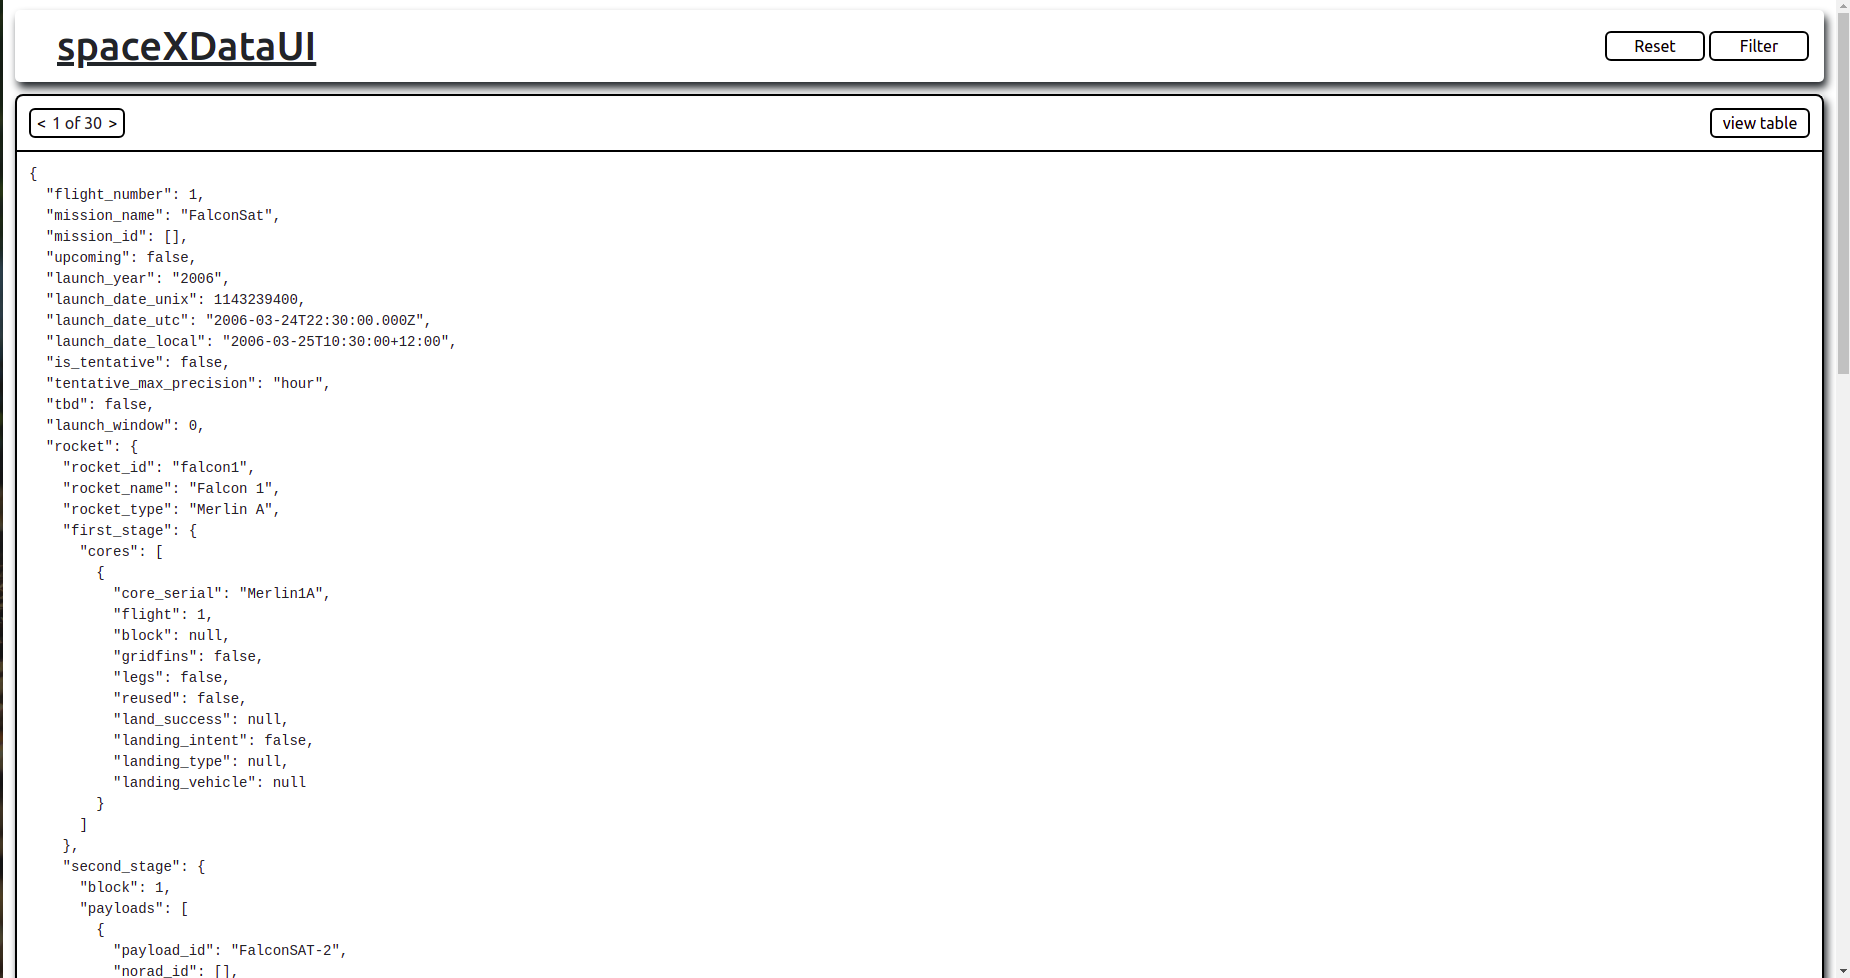 spaceXDataUI
Reset Filter
< 1 of 30 > view table
{
  "flight_number": 1,
  "mission_name": "FalconSat",
  "mission_id": [],
  "upcoming": false,
  "launch_year": "2006",
  "launch_date_unix": 1143239400,
  "launch_date_utc": "2006-03-24T22:30:00.000Z",
  "launch_date_local": "2006-03-25T10:30:00+12:00",
  "is_tentative": false,
  "tentative_max_precision": "hour",
  "tbd": false,
  "launch_window": 0,
  "rocket": {
    "rocket_id": "falcon1",
    "rocket_name": "Falcon 1",
    "rocket_type": "Merlin A",
    "first_stage": {
      "cores": [
        {
          "core_serial": "Merlin1A",
          "flight": 1,
          "block": null,
          "gridfins": false,
          "legs": false,
          "reused": false,
          "land_success": null,
          "landing_intent": false,
          "landing_type": null,
          "landing_vehicle": null
        }
      ]
    },
    "second_stage": {
      "block": 1,
      "payloads": [
        {
          "payload_id": "FalconSAT-2",
          "norad_id": [],